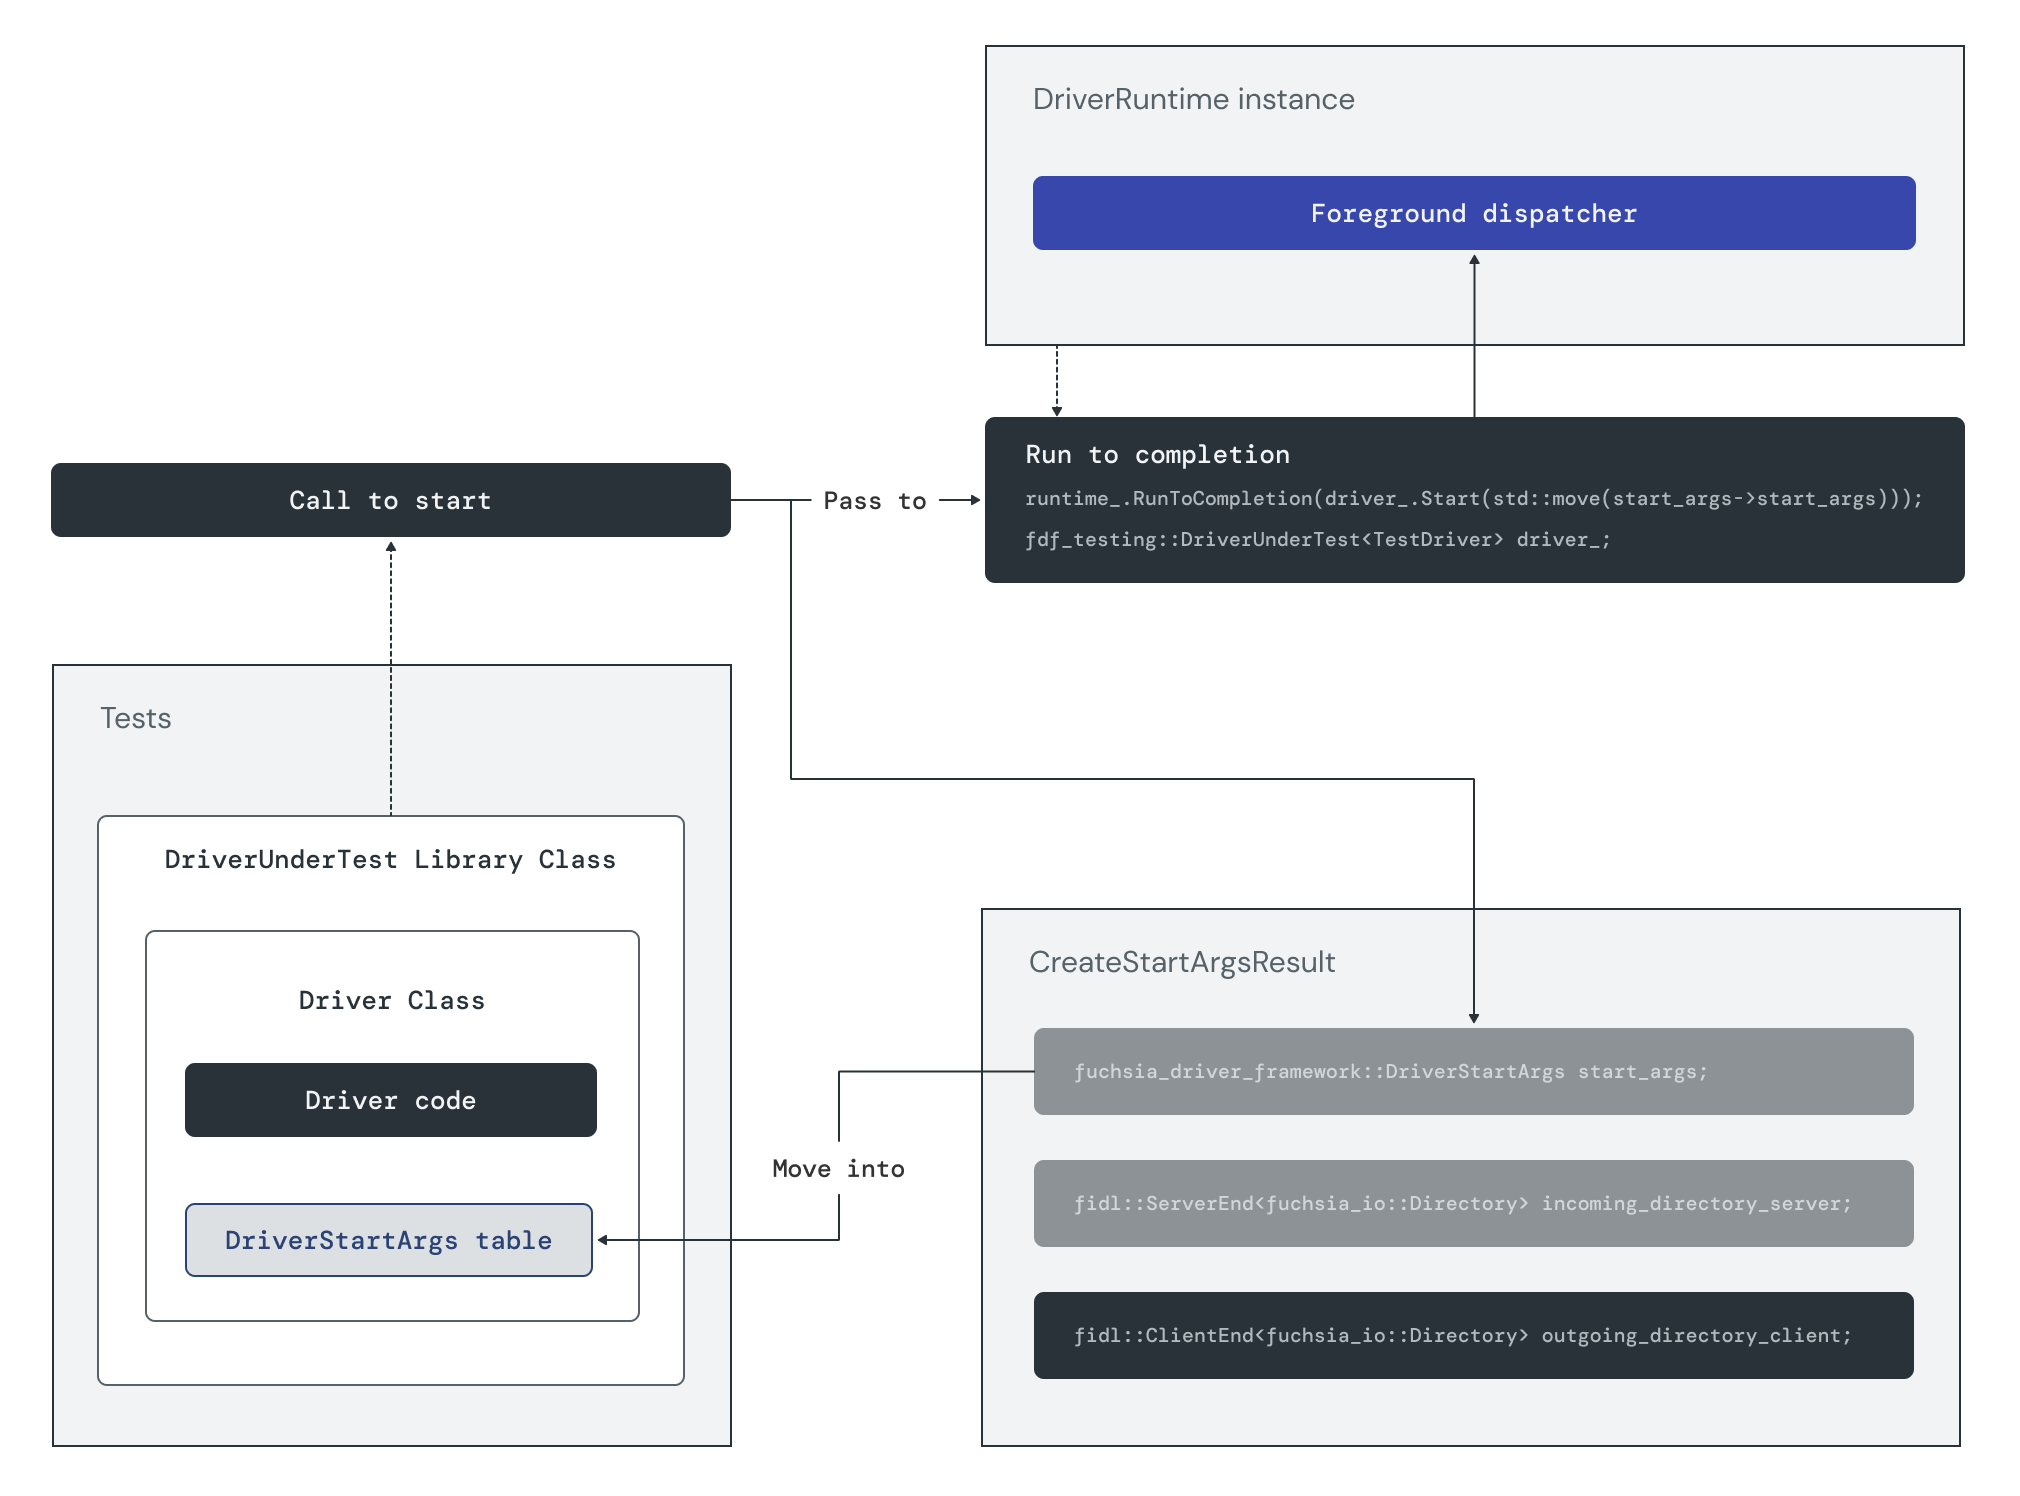 DriverRuntime instance
Foreground dispatcher
Run to completion
runtime_.RunToCompletion(driver_.Start(std::move(start_args->start_args)));
fdf_testing::DriverUnderTest<TestDriver> driver_;
Call to start
Pass to
Tests
DriverUnderTest Library Class
Driver Class
Driver code
DriverStartArgs table
Move into
CreateStartArgsResult
fuchsia_driver_framework::DriverStartArgs start_args;
fidl::ServerEnd<fuchsia_io::Directory> incoming_directory_server;
fidl::ClientEnd<fuchsia_io::Directory> outgoing_directory_client;